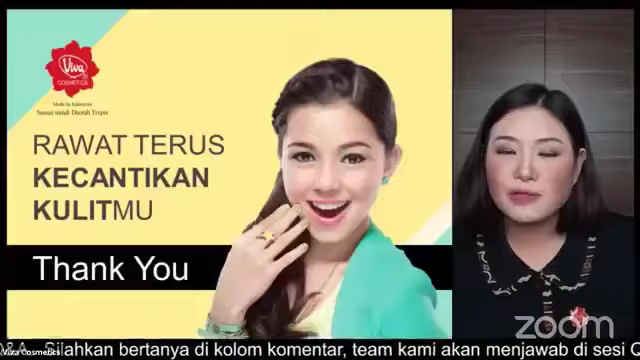 Viva
COSMETICS
Made In Indonesia
Sesuai untuk Daerah Tropis
RAWAT TERUS
KECANTIKAN
KULITMU
Thank You
zoom
Viva Cosmetics
Q&A - Silahkan bertanya di kolom komentar, team kami akan menjawab di sesi